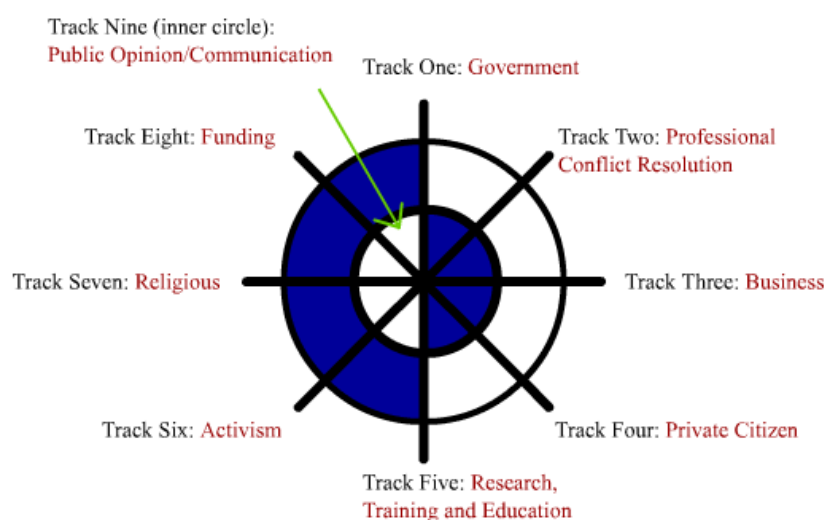 Track Nine (inner circle):
Public Opinion/Communication
Track One: Government
Track Eight: Funding
Track Two: Professional
Conflict Resolution
Track Seven: Religious
Track Three: Business
Track Six: Activism
Track Four: Private Citizen
Track Five: Research,
Training and Education